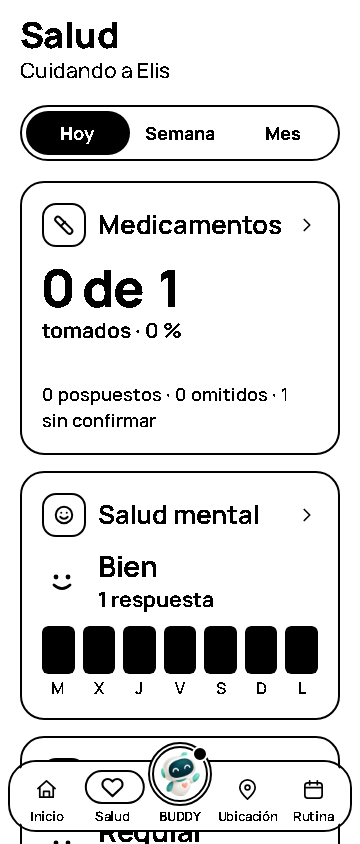 Salud
Cuidando a Elis
Hoy Semana Mes
Medicamentos
0 de 1
tomados · 0 %
0 pospuestos · 0 omitidos · 1
sin confirmar
Salud mental
Bien
1 respuesta
M X J V S D L
Regular
Inicio Salud BUDDY Ubicación Rutina